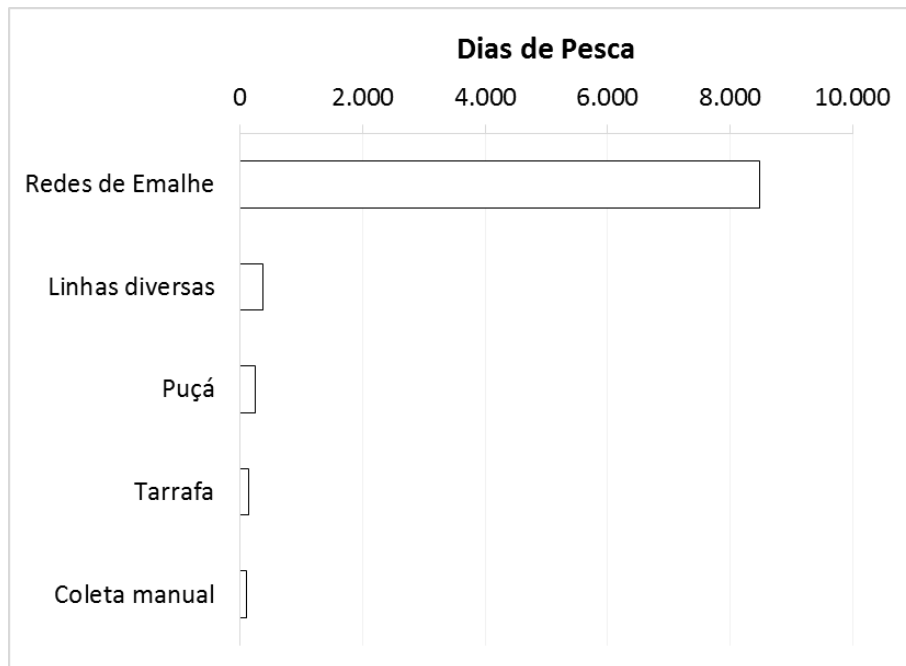 Dias de Pesca
0 2.000 4.000 6.000 8.000 10.000
Redes de Emalhe
Linhas diversas
Puçá
Tarrafa
Coleta manual